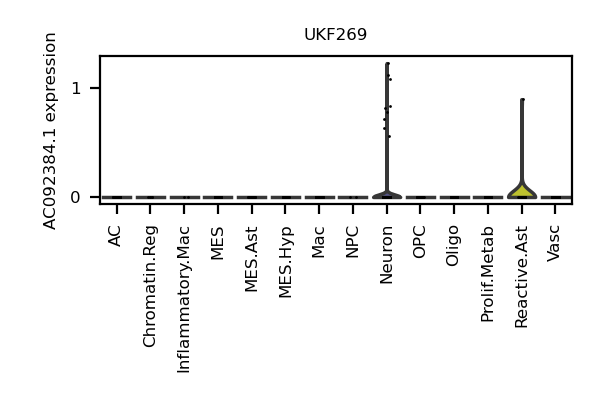 UKF269
AC092384.1 expression
1
0
AC
Chromatin.Reg
Inflammatory.Mac
MES
MES.Ast
MES.Hyp
Mac
NPC
Neuron
OPC
Oligo
Prolif.Metab
Reactive.Ast
Vasc